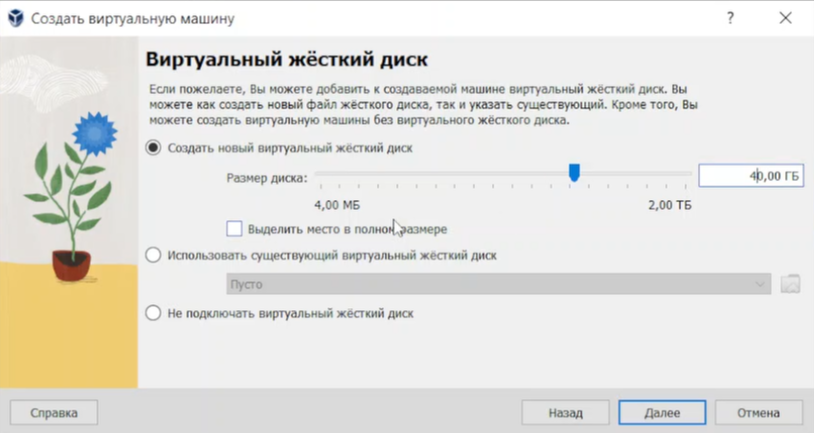 Создать виртуальную машину
Виртуальный жёсткий диск
Если пожелаете, Вы можете добавить к создаваемой машине виртуальный жёсткий диск. Вы
можете как создать новый файл жёсткого диска, так и указать существующий. Кроме того, Вы
можете создать виртуальную машины без виртуального жёсткого диска.
Создать новый виртуальный жёсткий диск
Размер диска:
40,00 ГБ
4,00 МБ
2,00 ТБ
Выделить место в полном размере
Использовать существующий виртуальный жёсткий диск
Пусто
Не подключать виртуальный жёсткий диск
Справка
Назад
Далее
Отмена